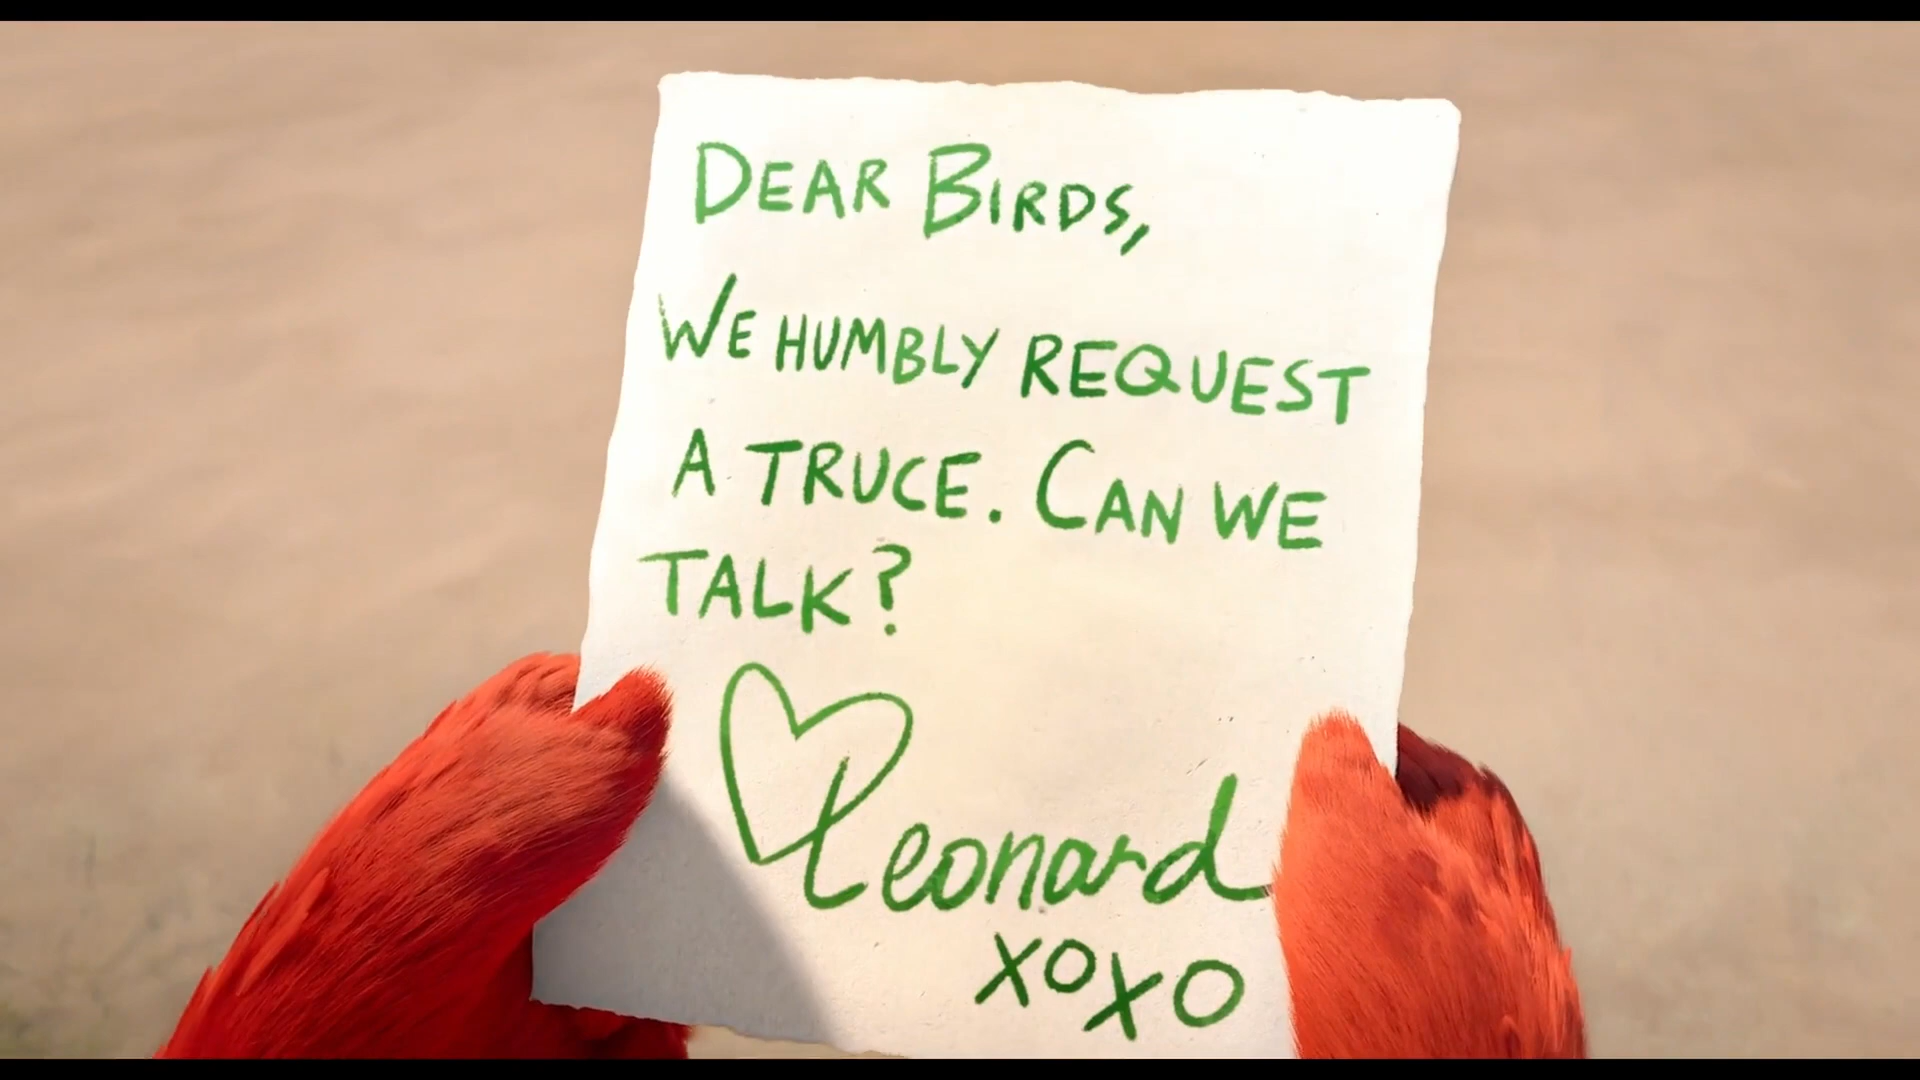 DEAR BIRDS,
WE HUMBLY REQUEST
A TRUCE. CAN WE
TALK?
Leonard
XOXO